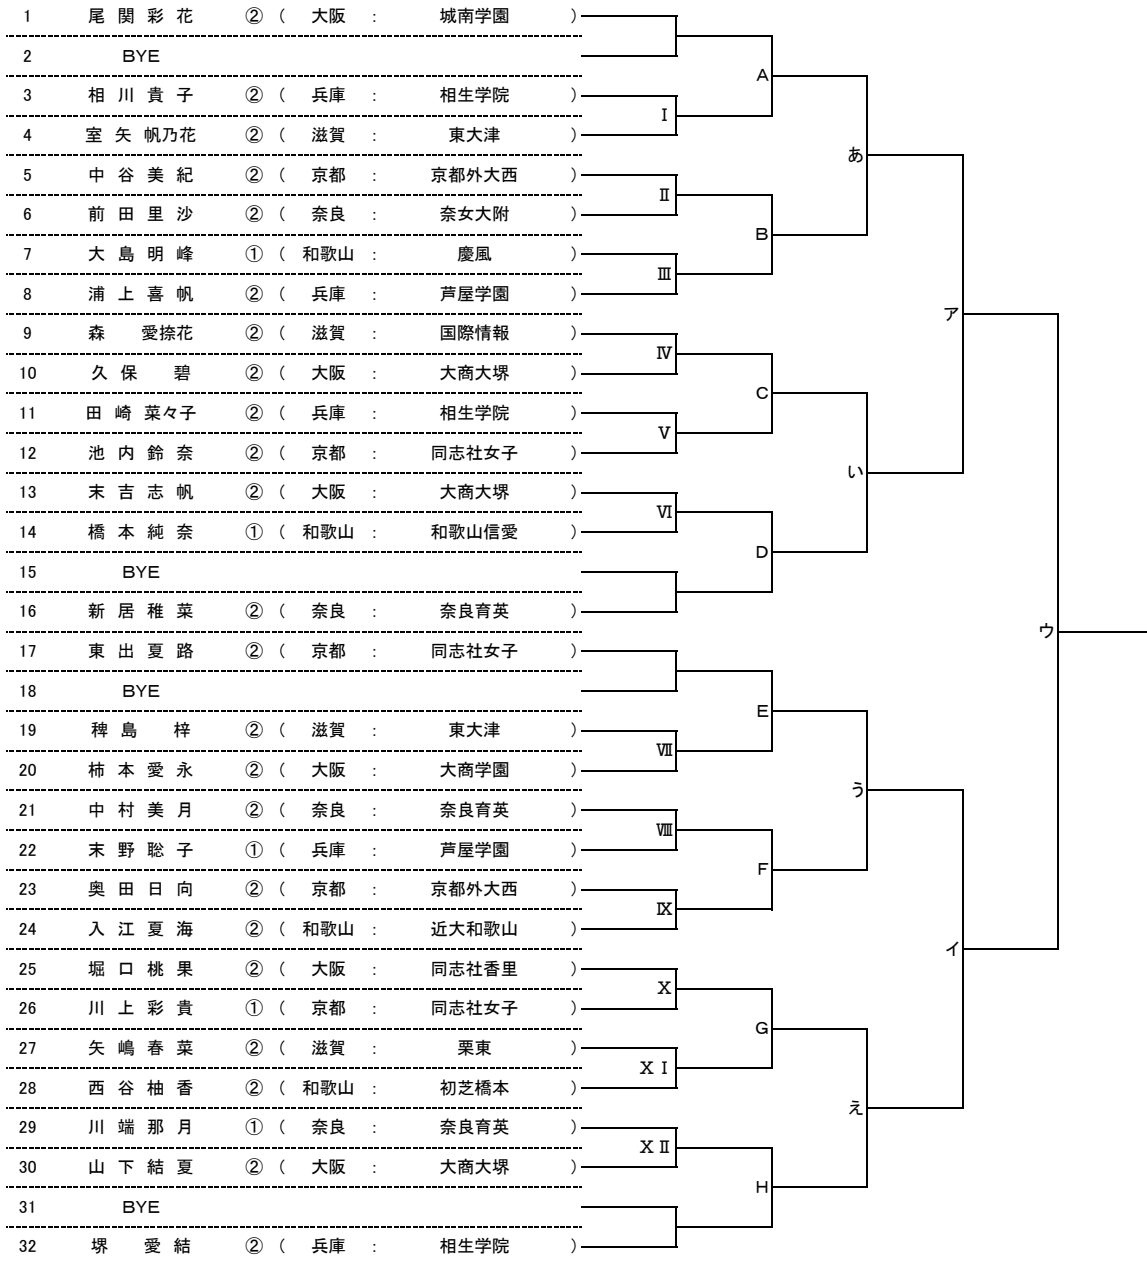 1 尾関彩花 ② ( 大阪 : 城南学園 )
2 BYE
A
3 相川貴子 ② ( 兵庫 : 相生学院 )
Ⅰ
4 室矢帆乃花 ② ( 滋賀 : 東大津 )
あ
5 中谷美紀 ② ( 京都 : 京都外大西 )
Ⅱ
6 前田里沙 ② ( 奈良 : 奈女大附 )
B
7 大島明峰 ① ( 和歌山 : 慶風 )
Ⅲ
8 浦上喜帆 ② ( 兵庫 : 芦屋学園 )
ア
9 森 愛捺花 ② ( 滋賀 : 国際情報 )
Ⅳ
10 久保 碧 ② ( 大阪 : 大商大堺 )
C
11 田崎菜々子 ② ( 兵庫 : 相生学院 )
Ⅴ
12 池内鈴奈 ② ( 京都 : 同志社女子 )
い
13 末吉志帆 ② ( 大阪 : 大商大堺 )
Ⅵ
14 橋本純奈 ① ( 和歌山 : 和歌山信愛 )
D
15 BYE
16 新居稚菜 ② ( 奈良 : 奈良育英 )
ウ
17 東出夏路 ② ( 京都 : 同志社女子 )
18 BYE
E
19 稗島 梓 ② ( 滋賀 : 東大津 )
Ⅶ
20 柿本愛永 ② ( 大阪 : 大商学園 )
う
21 中村美月 ② ( 奈良 : 奈良育英 )
Ⅷ
22 末野聡子 ① ( 兵庫 : 芦屋学園 )
F
23 奥田日向 ② ( 京都 : 京都外大西 )
Ⅸ
24 入江夏海 ② ( 和歌山 : 近大和歌山 )
イ
25 堀口桃果 ② ( 大阪 : 同志社香里 )
Ⅹ
26 川上彩貴 ① ( 京都 : 同志社女子 )
G
27 矢嶋春菜 ② ( 滋賀 : 栗東 )
ⅩⅠ
28 西谷柚香 ② ( 和歌山 : 初芝橋本 )
え
29 川端那月 ① ( 奈良 : 奈良育英 )
ⅩⅡ
30 山下結夏 ② ( 大阪 : 大商大堺 )
H
31 BYE
32 堺 愛結 ② ( 兵庫 : 相生学院 )